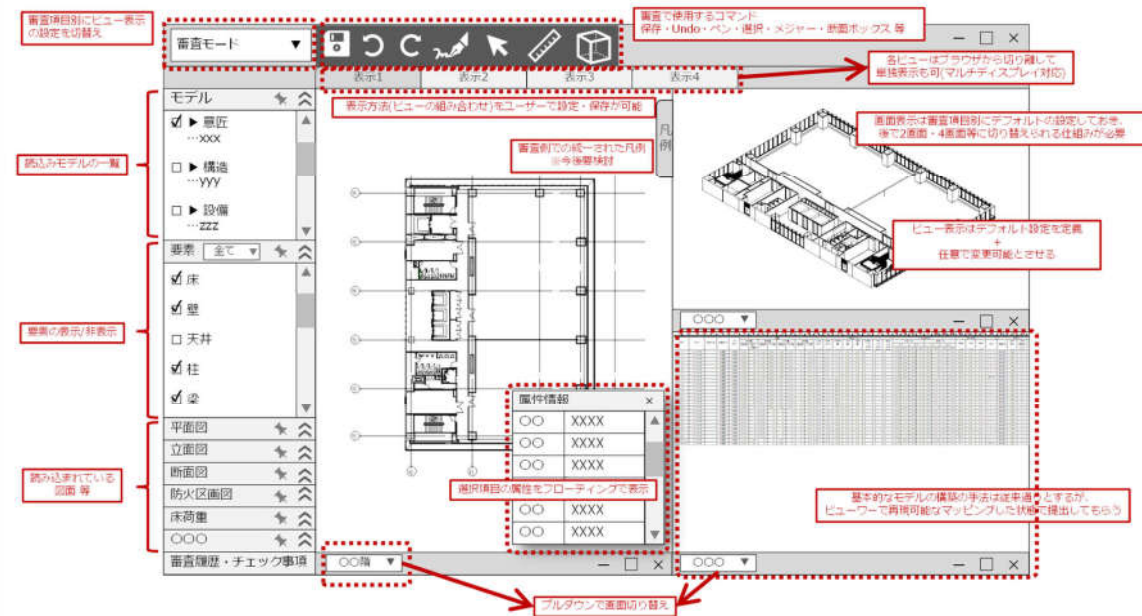 審査項目別にビュー表示
の設定を切替え
審査モード ▼
審査で使用するコマンド
保存・Undo・ペン・選択・メジャー・断面ボックス 等
表示1
表示2
表示3
表示4
各ビューはブラウザから切り離して
単独表示も可(マルチディスプレイ対応)
表示方法(ビューの組み合わせ)をユーザーで設定・保存が可能
モデル
▶ 意匠
…xxx
▶ 構造
…yyy
▶ 設備
…zzz
読込みモデルの一覧
凡例
審査側での統一された凡例
※今後要検討
画面表示は審査項目別にデフォルトの設定しておき、
後で2画面・4画面等に切り替えられる仕組みが必要
ビュー表示はデフォルト設定を定義
+
任意で変更可能とさせる
要素 全て ▼
床
壁
天井
柱
梁
要素の表示/非表示
○○○ ▼
平面図
立面図
断面図
防火区画図
床荷重
○○○
読み込まれている
図面 等
審査履歴・チェック事項
属性情報 ×
○○ XXXX
○○ XXXX
○○ XXXX
選択項目の属性をフローティングで表示
○○ XXXX
○○ XXXX
基本的なモデルの構築の手法は従来通りとするが、
ビューワーで再現可能なマッピングした状態で提出してもらう
○○階 ▼
○○○ ▼
プルダウンで画面切り替え